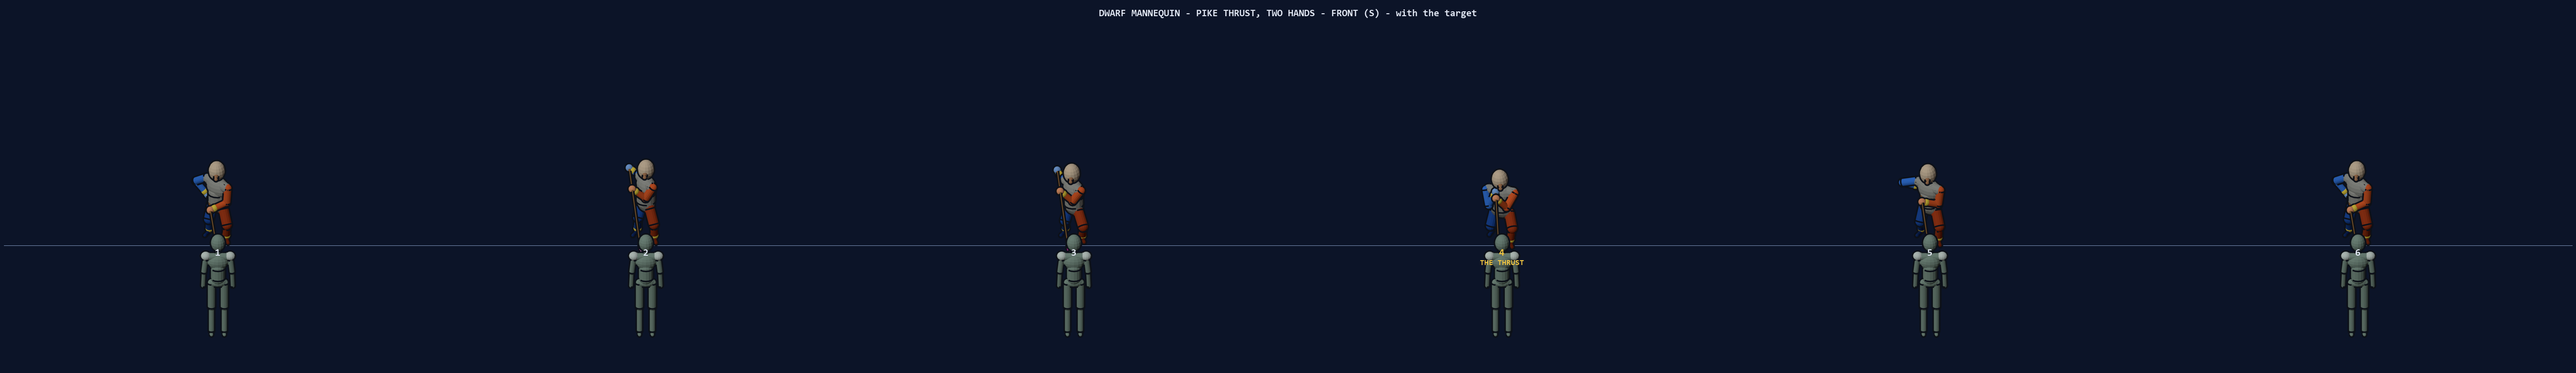 DWARF MANNEQUIN - PIKE THRUST, TWO HANDS - FRONT (S) - with the target
1 2 3 4 5 6
THE THRUST